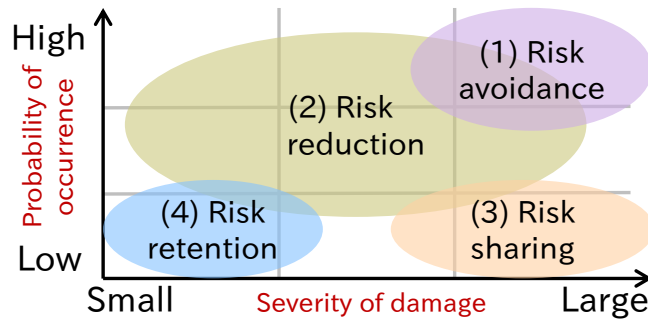 High
Probability of
occurrence
Low
(1) Risk
avoidance
(2) Risk
reduction
(4) Risk
retention
(3) Risk
sharing
Small
Severity of damage
Large